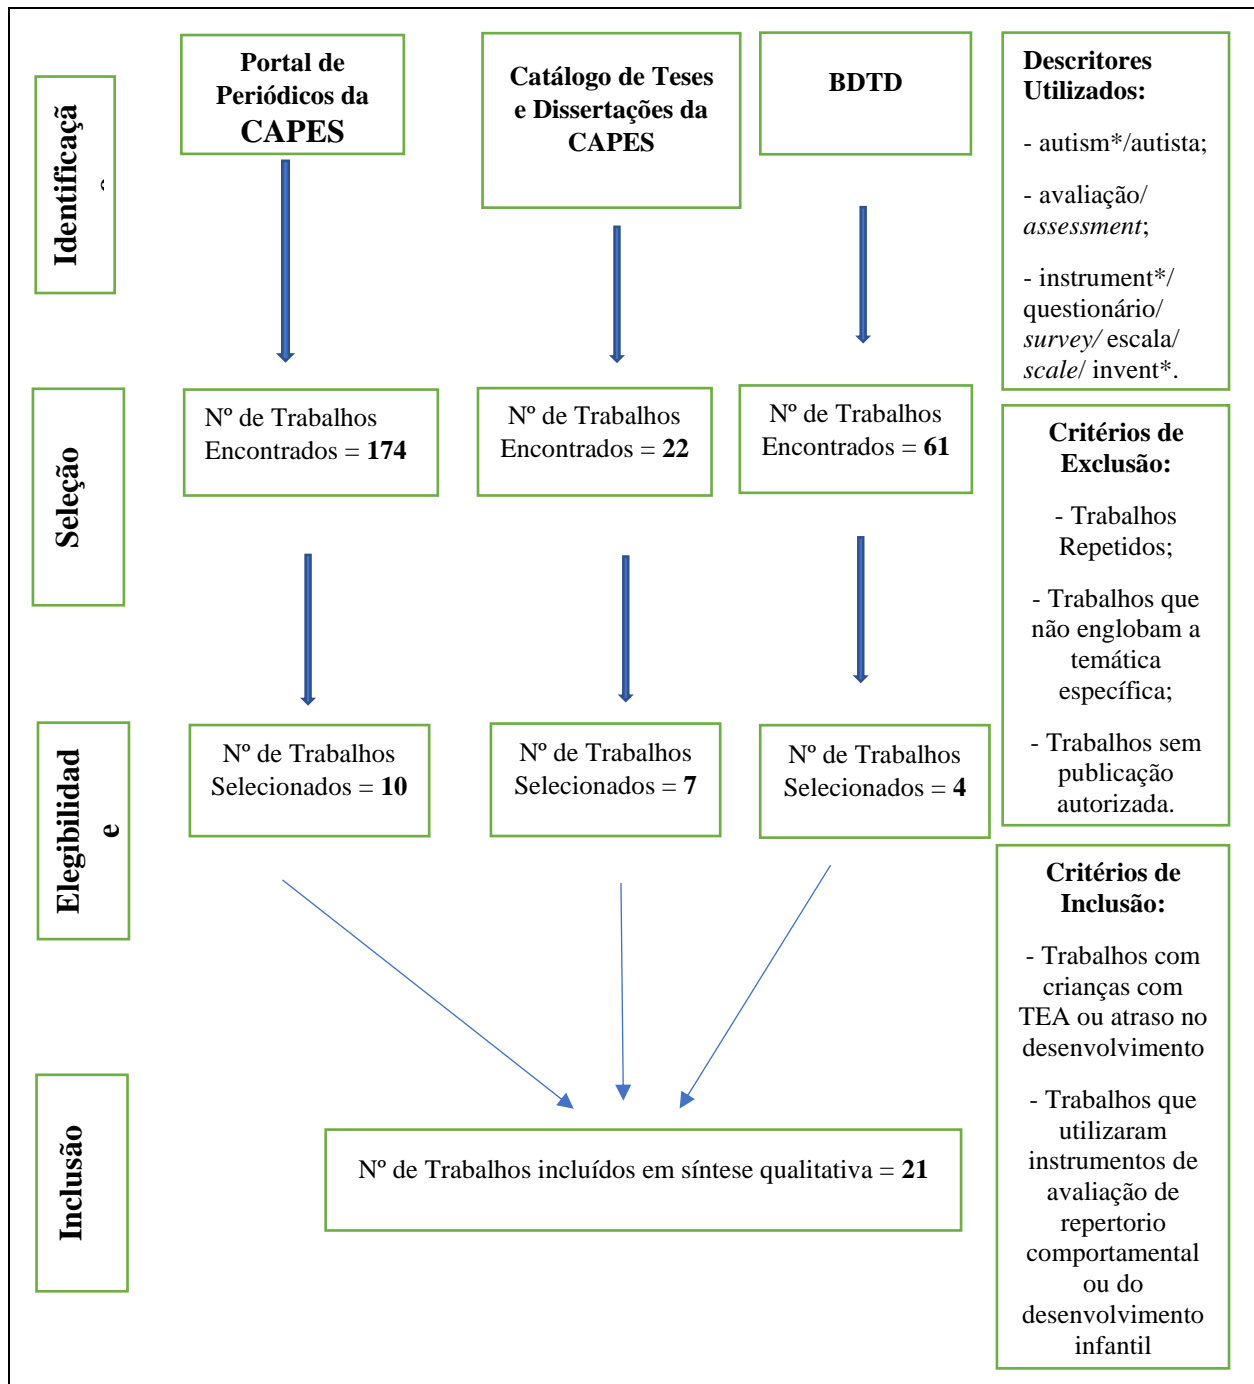 Identificaçã
Portal de
Periódicos da
CAPES
Catálogo de Teses
e Dissertações da
CAPES
BDTD
Descritores
Utilizados:
- autism*/autista;
- avaliação/
assessment;
- instrument*/
questionário/
survey/ escala/
scale/ invent*.
Seleção
Nº de Trabalhos
Encontrados = 174
Nº de Trabalhos
Encontrados = 22
Nº de Trabalhos
Encontrados = 61
Critérios de
Exclusão:
- Trabalhos
Repetidos;
- Trabalhos que
não englobam a
temática
específica;
- Trabalhos sem
publicação
autorizada.
Elegibilidad
e
Nº de Trabalhos
Selecionados = 10
Nº de Trabalhos
Selecionados = 7
Nº de Trabalhos
Selecionados = 4
Critérios de
Inclusão:
- Trabalhos com
crianças com
TEA ou atraso no
desenvolvimento
- Trabalhos que
utilizaram
instrumentos de
avaliação de
repertorio
comportamental
ou do
desenvolvimento
infantil
Inclusão
Nº de Trabalhos incluídos em síntese qualitativa = 21